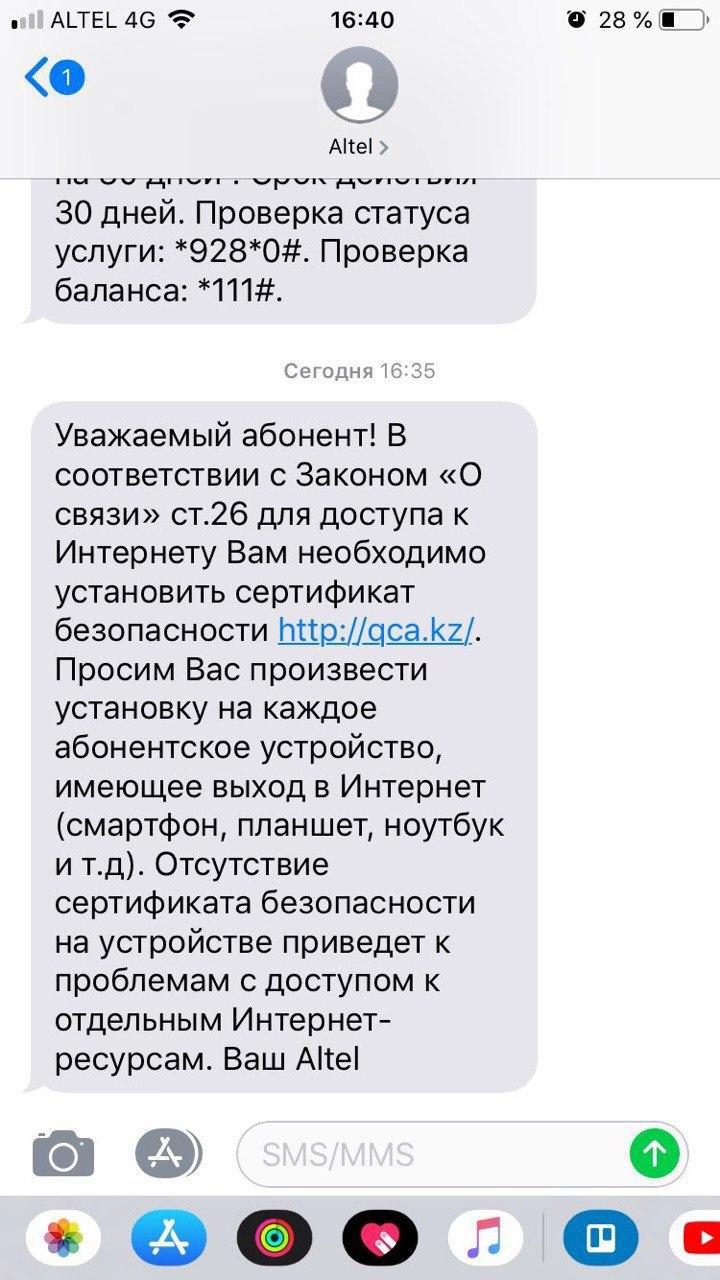 ALTEL 4G 16:40 28 %
1
Altel
30 дней. Проверка статуса
услуги: *928*0#. Проверка
баланса: *111#.
Сегодня 16:35
Уважаемый абонент! В
соответствии с Законом «О
связи» ст.26 для доступа к
Интернету Вам необходимо
установить сертификат
безопасности http://qca.kz/.
Просим Вас произвести
установку на каждое
абонентское устройство,
имеющее выход в Интернет
(смартфон, планшет, ноутбук
и т.д). Отсутствие
сертификата безопасности
на устройстве приведет к
проблемам с доступом к
отдельным Интернет-
ресурсам. Ваш Altel
SMS/MMS